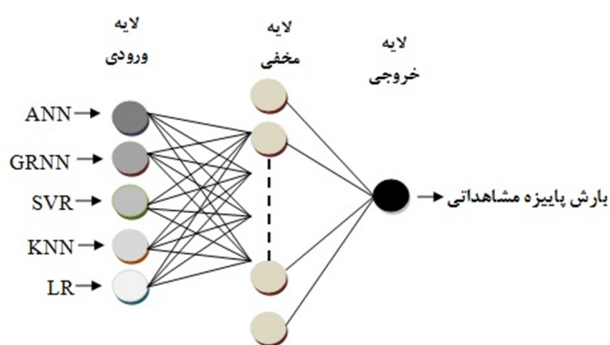 لایه
ورودی
لایه
مخفی
لایه
خروجی
ANN
GRNN
SVR
KNN
LR
بارش پاییزه مشاهداتی